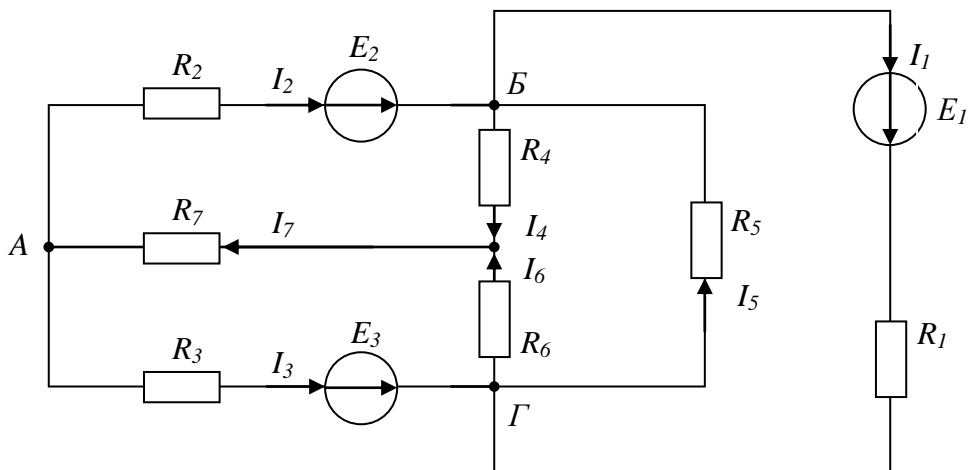 R2 I2 E2 Б
I1
E1
R4
R7 I7 I4 R5
А
I6
I5
R3 I3 E3 R6 R1
Г